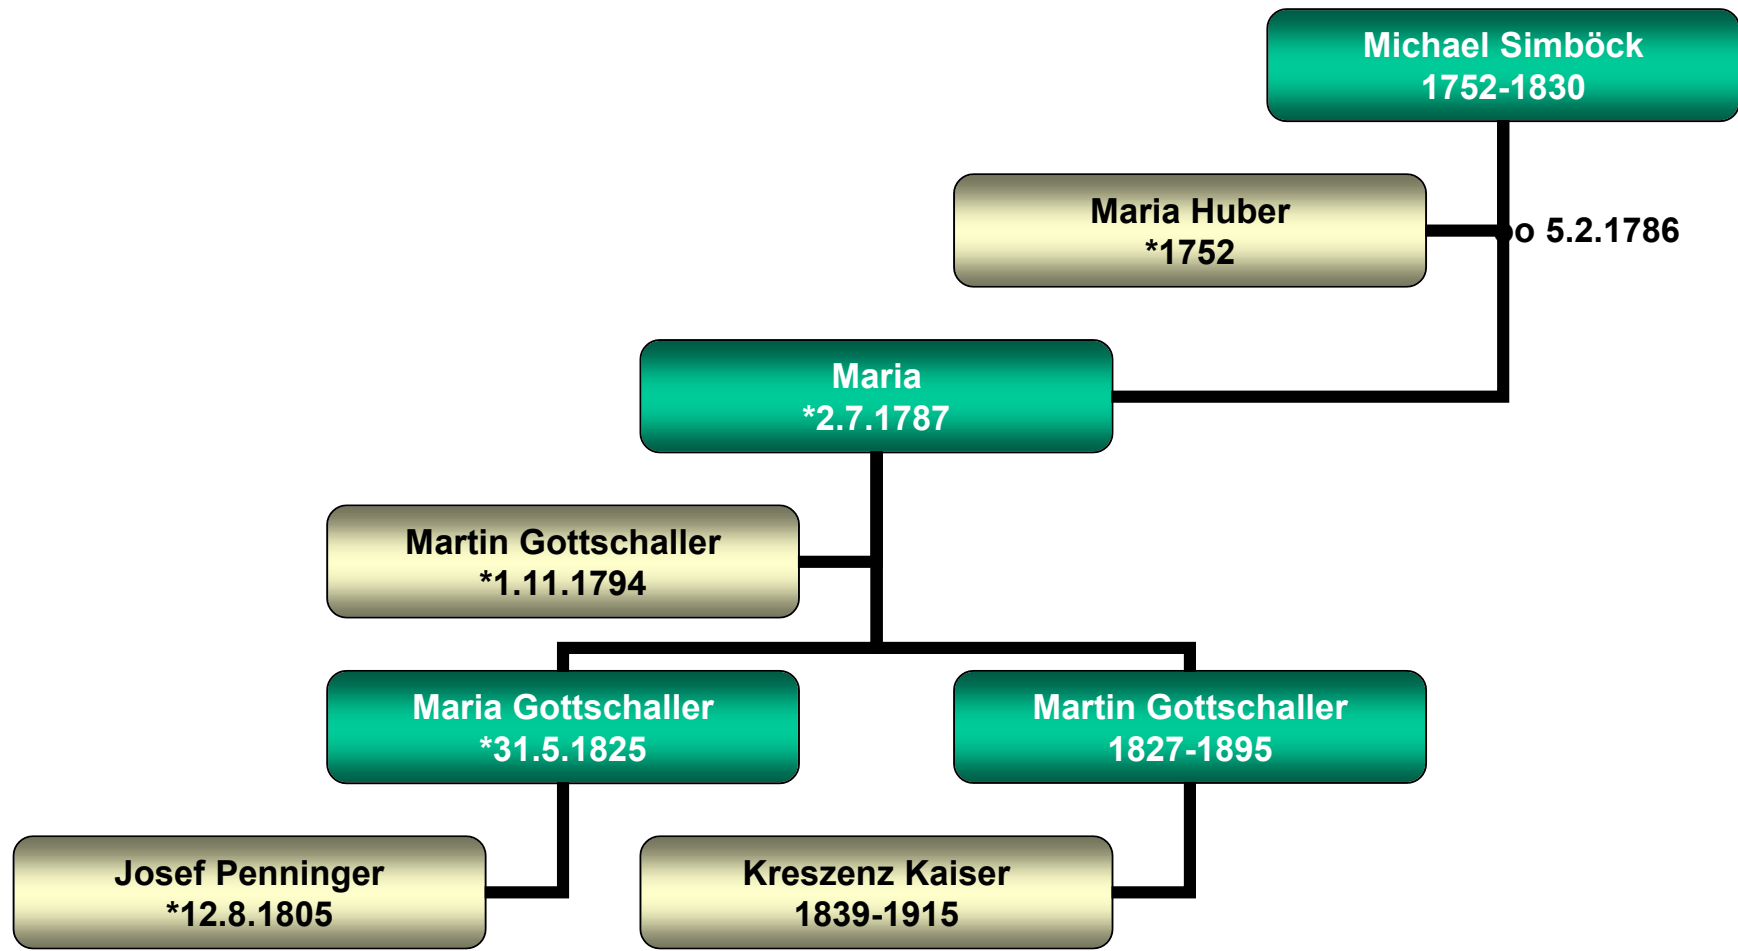 Michael Simböck
1752-1830
Maria Huber
*1752
oo 5.2.1786
Maria
*2.7.1787
Martin Gottschaller
*1.11.1794
Maria Gottschaller
*31.5.1825
Martin Gottschaller
1827-1895
Josef Penninger
*12.8.1805
Kreszenz Kaiser
1839-1915